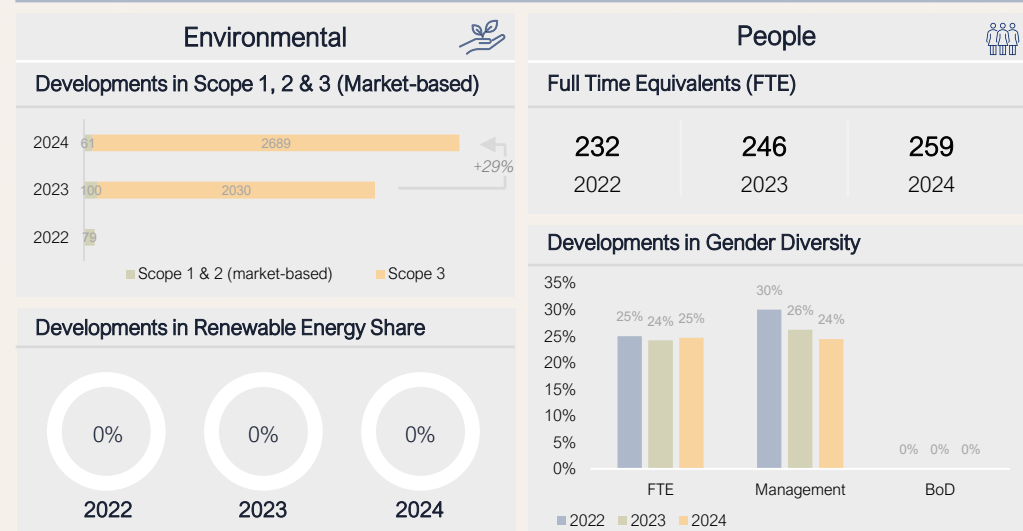 Environmental
Developments in Scope 1, 2 & 3 (Market-based)
2024 61 2689
+29%
2023 100 2030
2022 79
Scope 1 & 2 (market-based) Scope 3
Developments in Renewable Energy Share
0% 0% 0%
2022 2023 2024
People
Full Time Equivalents (FTE)
232 246 259
2022 2023 2024
Developments in Gender Diversity
35%
30%
25%
20%
15%
10%
5%
0%
25% 24% 25%
30% 26% 24%
0% 0% 0%
FTE Management BoD
2022 2023 2024